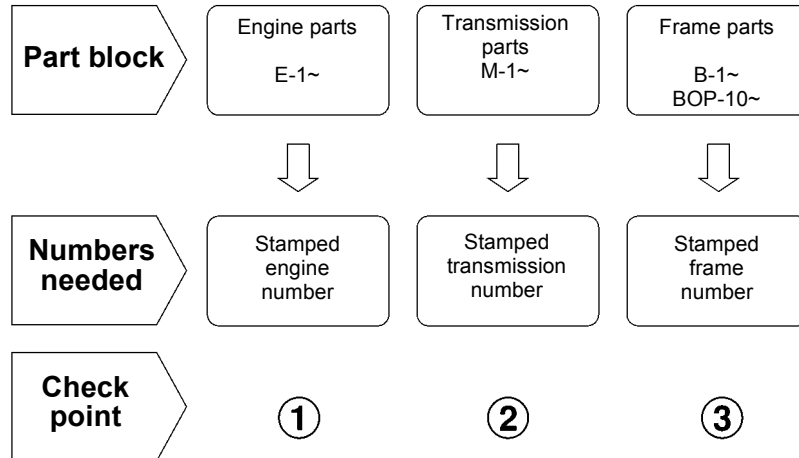 Part block
Engine parts
E-1~
Transmission
parts
M-1~
Frame parts
B-1~
BOP-10~
Numbers
needed
Stamped
engine
number
Stamped
transmission
number
Stamped
frame
number
Check
point
①
②
③